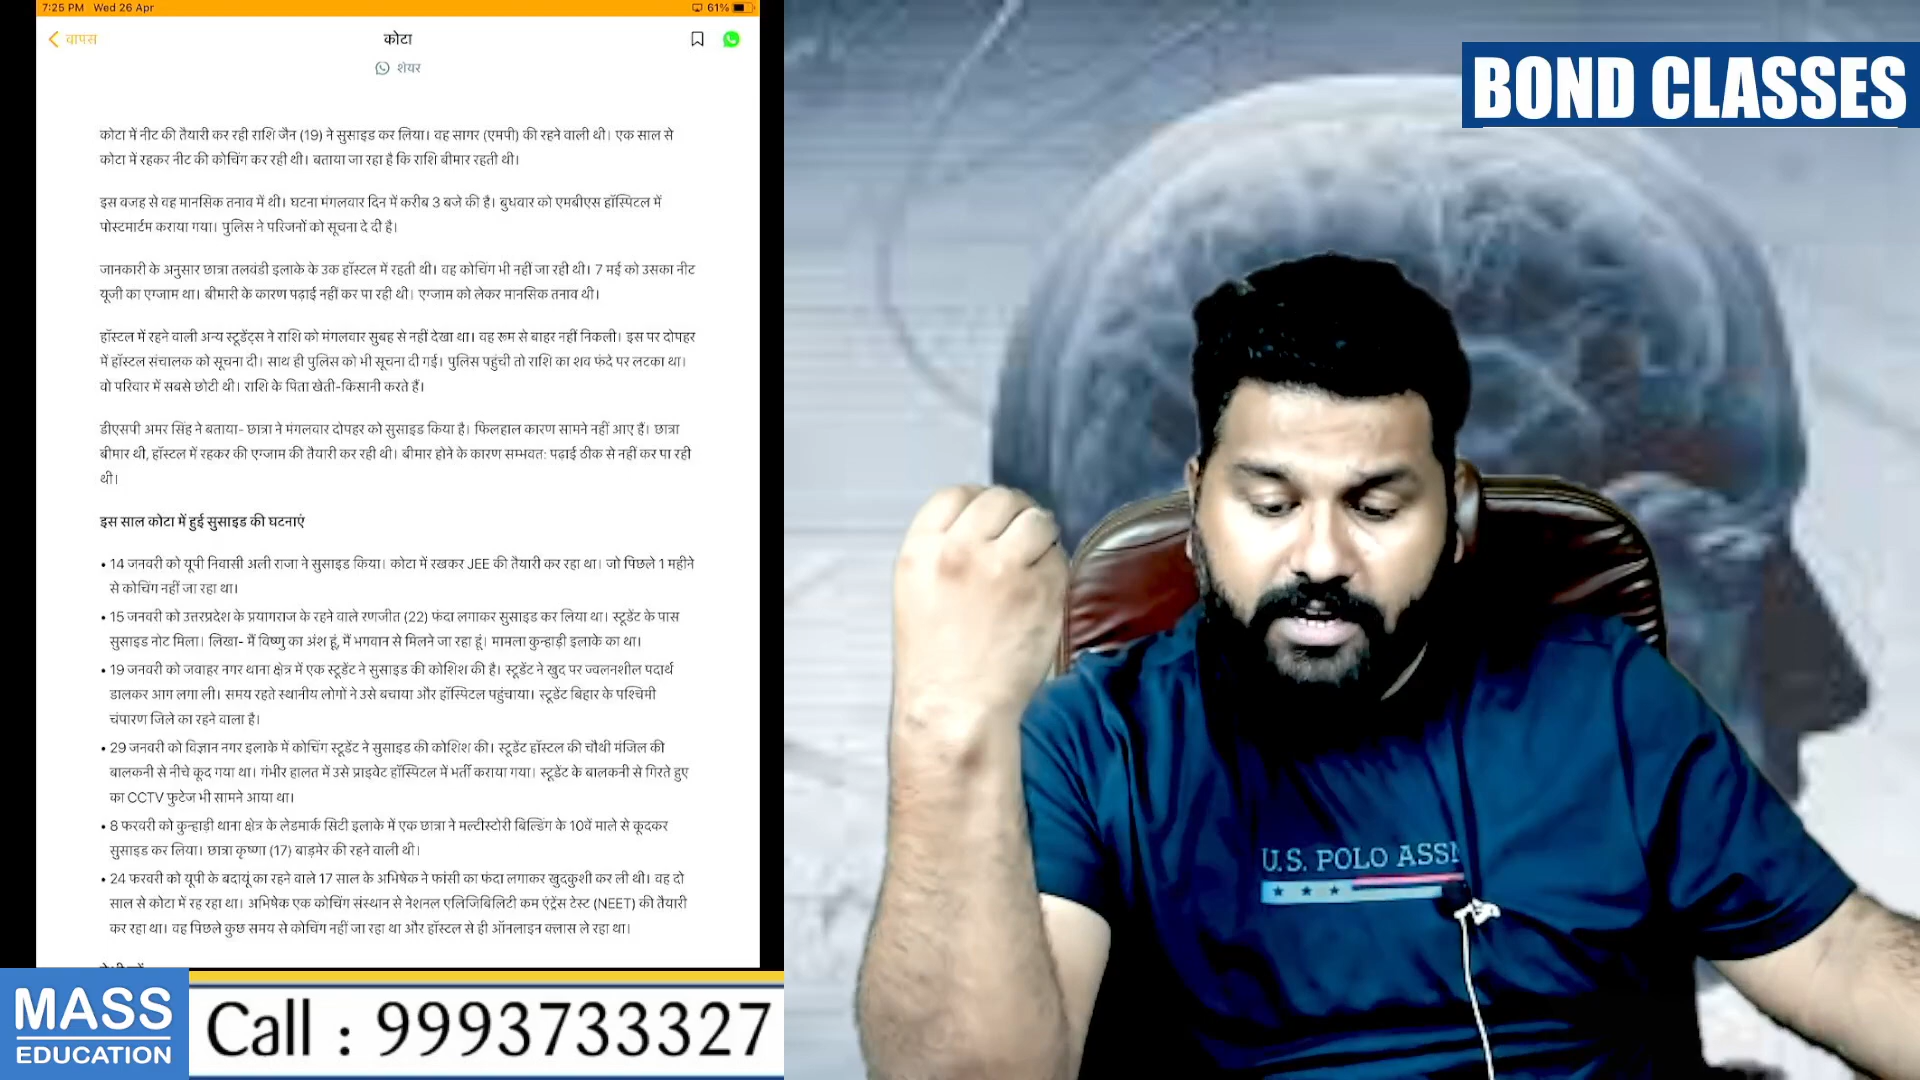 7:25 PM Wed 26 Apr
61%
वापस
कोटा
शेयर
कोटा में नीट की तैयारी कर रही राशि जैन (19) ने सुसाइड कर लिया। वह सागर (एमपी) की रहने वाली थी। एक साल से
कोटा में रहकर नीट की कोचिंग कर रही थी। बताया जा रहा है कि राशि बीमार रहती थी।
इस वजह से वह मानसिक तनाव में थी। घटना मंगलवार दिन में करीब 3 बजे की है। बुधवार को एमबीएस हॉस्पिटल में
पोस्टमार्टम कराया गया। पुलिस ने परिजनों को सूचना दे दी है।
जानकारी के अनुसार छात्रा तलवंडी इलाके के उक हॉस्टल में रहती थी। वह कोचिंग भी नहीं जा रही थी। 7 मई को उसका नीट
यूजी का एग्जाम था। बीमारी के कारण पढ़ाई नहीं कर पा रही थी। एग्जाम को लेकर मानसिक तनाव थी।
हॉस्टल में रहने वाली अन्य स्टूडेंट्स ने राशि को मंगलवार सुबह से नहीं देखा था। वह रूम से बाहर नहीं निकली। इस पर दोपहर
में हॉस्टल संचालक को सूचना दी। साथ ही पुलिस को भी सूचना दी गई। पुलिस पहुंची तो राशि का शव फंदे पर लटका था।
वो परिवार में सबसे छोटी थी। राशि के पिता खेती-किसानी करते हैं।
डीएसपी अमर सिंह ने बताया- छात्रा ने मंगलवार दोपहर को सुसाइड किया है। फिलहाल कारण सामने नहीं आए हैं। छात्रा
बीमार थी, हॉस्टल में रहकर की एग्जाम की तैयारी कर रही थी। बीमार होने के कारण सम्भवत: पढ़ाई ठीक से नहीं कर पा रही
थी।
इस साल कोटा में हुई सुसाइड की घटनाएं
• 14 जनवरी को यूपी निवासी अली राजा ने सुसाइड किया। कोटा में रखकर JEE की तैयारी कर रहा था। जो पिछले 1 महीने
से कोचिंग नहीं जा रहा था।
• 15 जनवरी को उत्तरप्रदेश के प्रयागराज के रहने वाले रणजीत (22) फंदा लगाकर सुसाइड कर लिया था। स्टूडेंट के पास
सुसाइड नोट मिला। लिखा- मैं विष्णु का अंश हूं, मैं भगवान से मिलने जा रहा हूं। मामला कुन्हाड़ी इलाके का था।
• 19 जनवरी को जवाहर नगर थाना क्षेत्र में एक स्टूडेंट ने सुसाइड की कोशिश की है। स्टूडेंट ने खुद पर ज्वलनशील पदार्थ
डालकर आग लगा ली। समय रहते स्थानीय लोगों ने उसे बचाया और हॉस्पिटल पहुंचाया। स्टूडेंट बिहार के पश्चिमी
चंपारण जिले का रहने वाला है।
• 29 जनवरी को विज्ञान नगर इलाके में कोचिंग स्टूडेंट ने सुसाइड की कोशिश की। स्टूडेंट हॉस्टल की चौथी मंजिल की
बालकनी से नीचे कूद गया था। गंभीर हालत में उसे प्राइवेट हॉस्पिटल में भर्ती कराया गया। स्टूडेंट के बालकनी से गिरते हुए
का CCTV फुटेज भी सामने आया था।
• 8 फरवरी को कुन्हाड़ी थाना क्षेत्र के लेडमार्क सिटी इलाके में एक छात्रा ने मल्टीस्टोरी बिल्डिंग के 10वें माले से कूदकर
सुसाइड कर लिया। छात्रा कृष्णा (17) बाड़मेर की रहने वाली थी।
• 24 फरवरी को यूपी के बदायूं का रहने वाले 17 साल के अभिषेक ने फांसी का फंदा लगाकर खुदकुशी कर ली थी। वह दो
साल से कोटा में रह रहा था। अभिषेक एक कोचिंग संस्थान से नेशनल एलिजिबिलिटी कम एंट्रेंस टेस्ट (NEET) की तैयारी
कर रहा था। वह पिछले कुछ समय से कोचिंग नहीं जा रहा था और हॉस्टल से ही ऑनलाइन क्लास ले रहा था।
MASS
EDUCATION
Call : 9993733327
BOND CLASSES
U.S. POLO ASSN